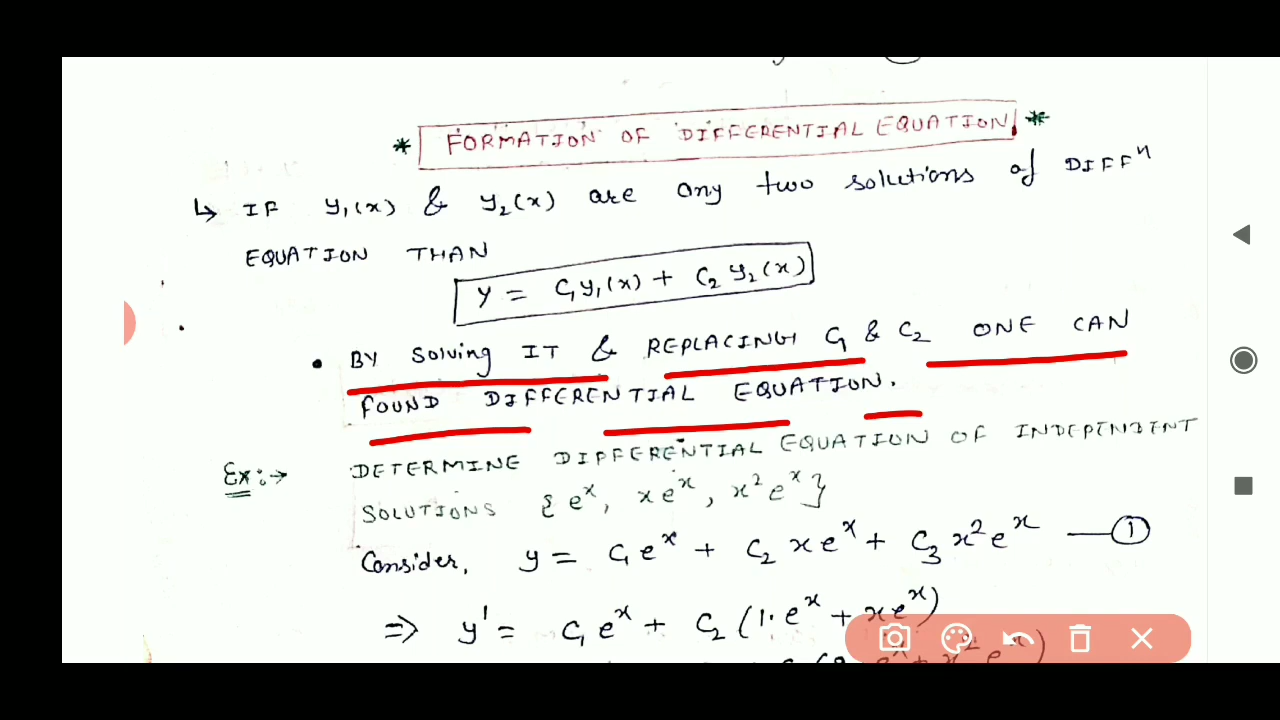 * FORMATION OF DIFFERENTIAL EQUATION *
↳ IF y₁(x) & y₂(x) are any two solutions of DIFFⁿ
EQUATION THAN
y = C₁y₁(x) + C₂y₂(x)
• BY Solving IT & REPLACING C₁ & C₂ ONE CAN
FOUND DIFFERENTIAL EQUATION.
Ex:→ DETERMINE DIFFERENTIAL EQUATION OF INDEPENDENT
SOLUTIONS {eˣ, xeˣ, x²eˣ}
Consider, y = C₁eˣ + C₂xeˣ + C₃x²eˣ —— ①
⇒ y' = C₁eˣ + C₂(1·eˣ + xeˣ)
eˣ + x²eˣ)